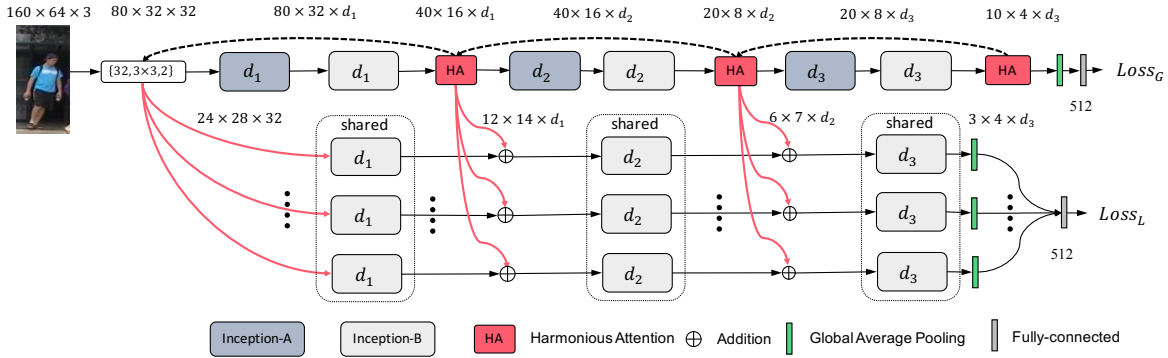 160 × 64 × 3 80 × 32 × 32 80 × 32 × d₁ 40 × 16 × d₁ 40 × 16 × d₂ 20 × 8 × d₂ 20 × 8 × d₃ 10 × 4 × d₃
{32,3×3,2} d₁ d₁ HA d₂ d₂ HA d₃ d₃ HA Loss_G
512
24 × 28 × 32 shared 12 × 14 × d₁ shared 6 × 7 × d₂ shared 3 × 4 × d₃
d₁ d₂ d₃
d₁ d₂ d₃ Loss_L
512
d₁ d₂ d₃
Inception-A Inception-B HA Harmonious Attention Addition Global Average Pooling Fully-connected